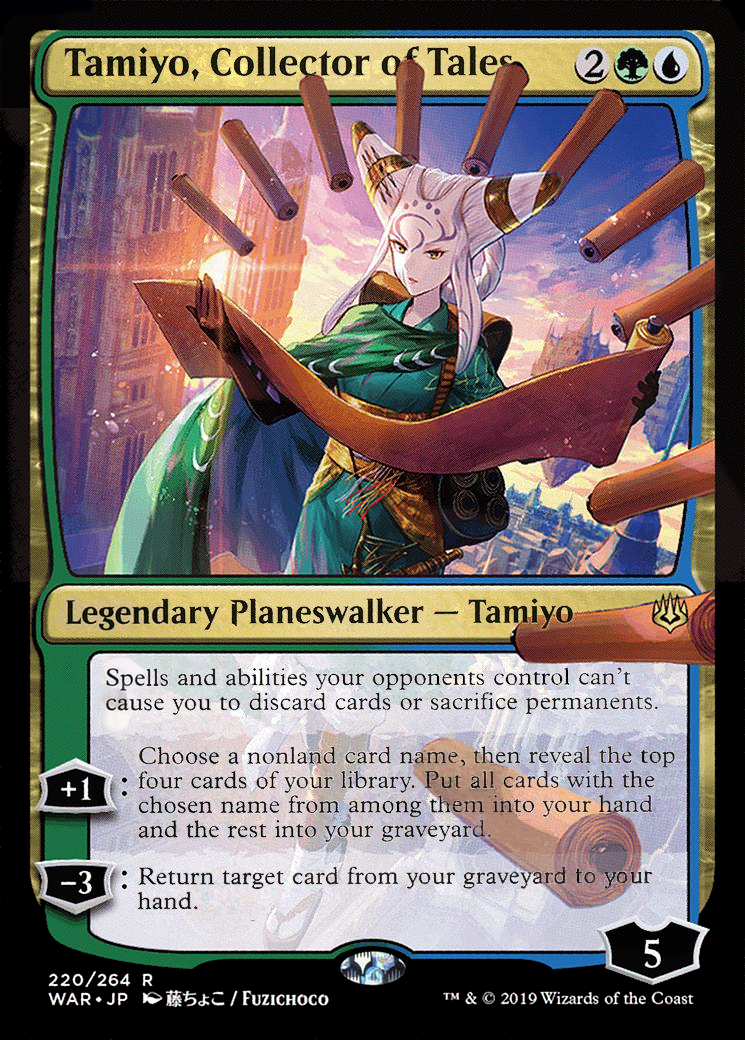 Tamiyo, Collector of Tales 2
Legendary Planeswalker — Tamiyo
Spells and abilities your opponents control can't
cause you to discard cards or sacrifice permanents.
Choose a nonland card name, then reveal the top
+1 : four cards of your library. Put all cards with the
chosen name from among them into your hand
and the rest into your graveyard.
−3 : Return target card from your graveyard to your
hand.
5
220/264 R
WAR • JP 藤ちょこ / Fuzichoco ™ & © 2019 Wizards of the Coast